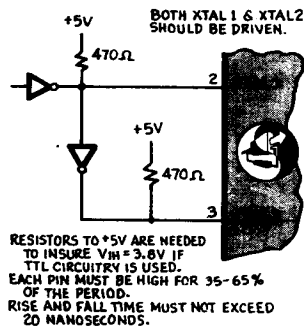 BOTH XTAL 1 & XTAL2
SHOULD BE DRIVEN.
+5V
470Ω
2
+5V
470Ω
3
RESISTORS TO +5V ARE NEEDED
TO INSURE VIH = 3.8V IF
TTL CIRCUITRY IS USED.
EACH PIN MUST BE HIGH FOR 35-65%
OF THE PERIOD.
RISE AND FALL TIME MUST NOT EXCEED
20 NANOSECONDS.